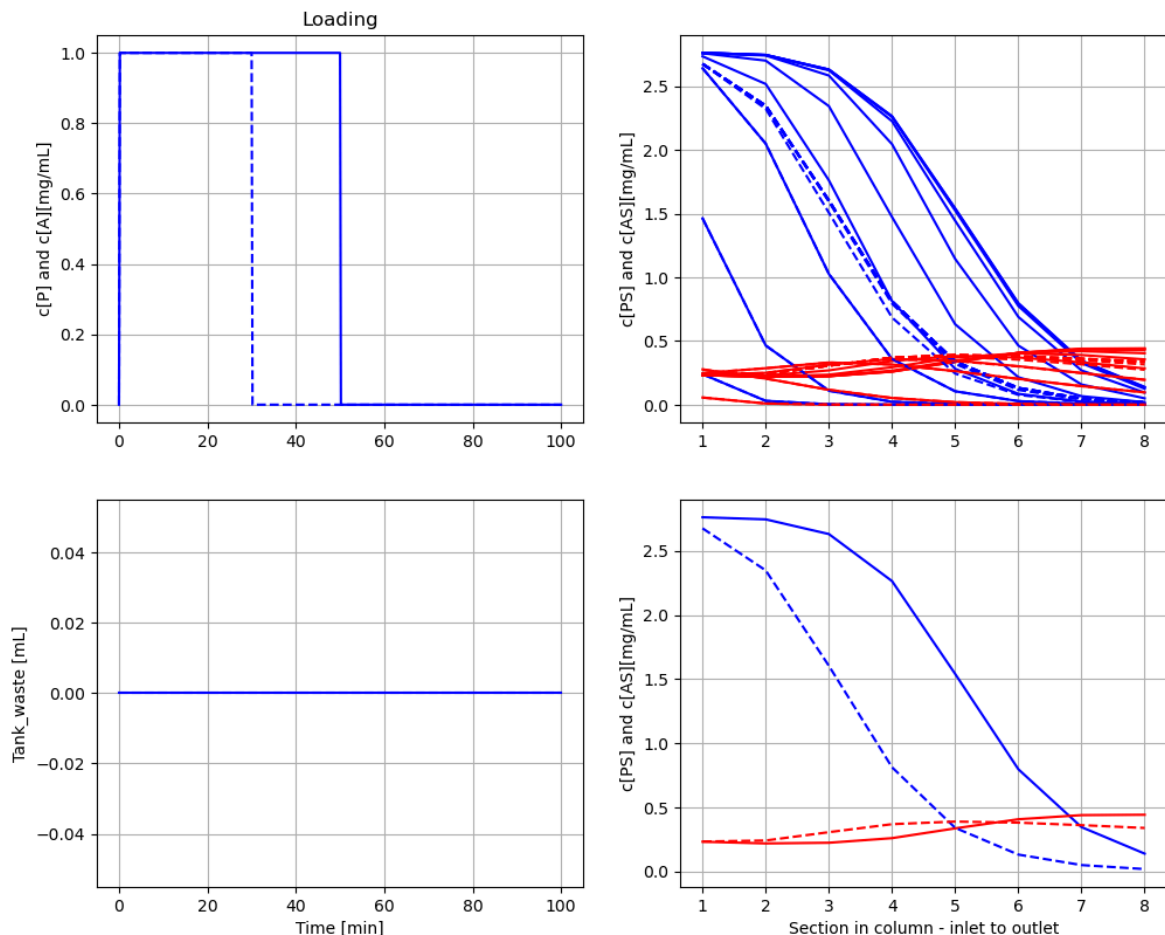 Loading
c[P] and c[A][mg/mL]
1.0
0.8
0.6
0.4
0.2
0.0
0 20 40 60 80 100
c[PS] and c[AS][mg/mL]
2.5
2.0
1.5
1.0
0.5
0.0
1 2 3 4 5 6 7 8
Tank_waste [mL]
0.04
0.02
0.00
−0.02
−0.04
0 20 40 60 80 100
Time [min]
c[PS] and c[AS][mg/mL]
2.5
2.0
1.5
1.0
0.5
0.0
1 2 3 4 5 6 7 8
Section in column - inlet to outlet